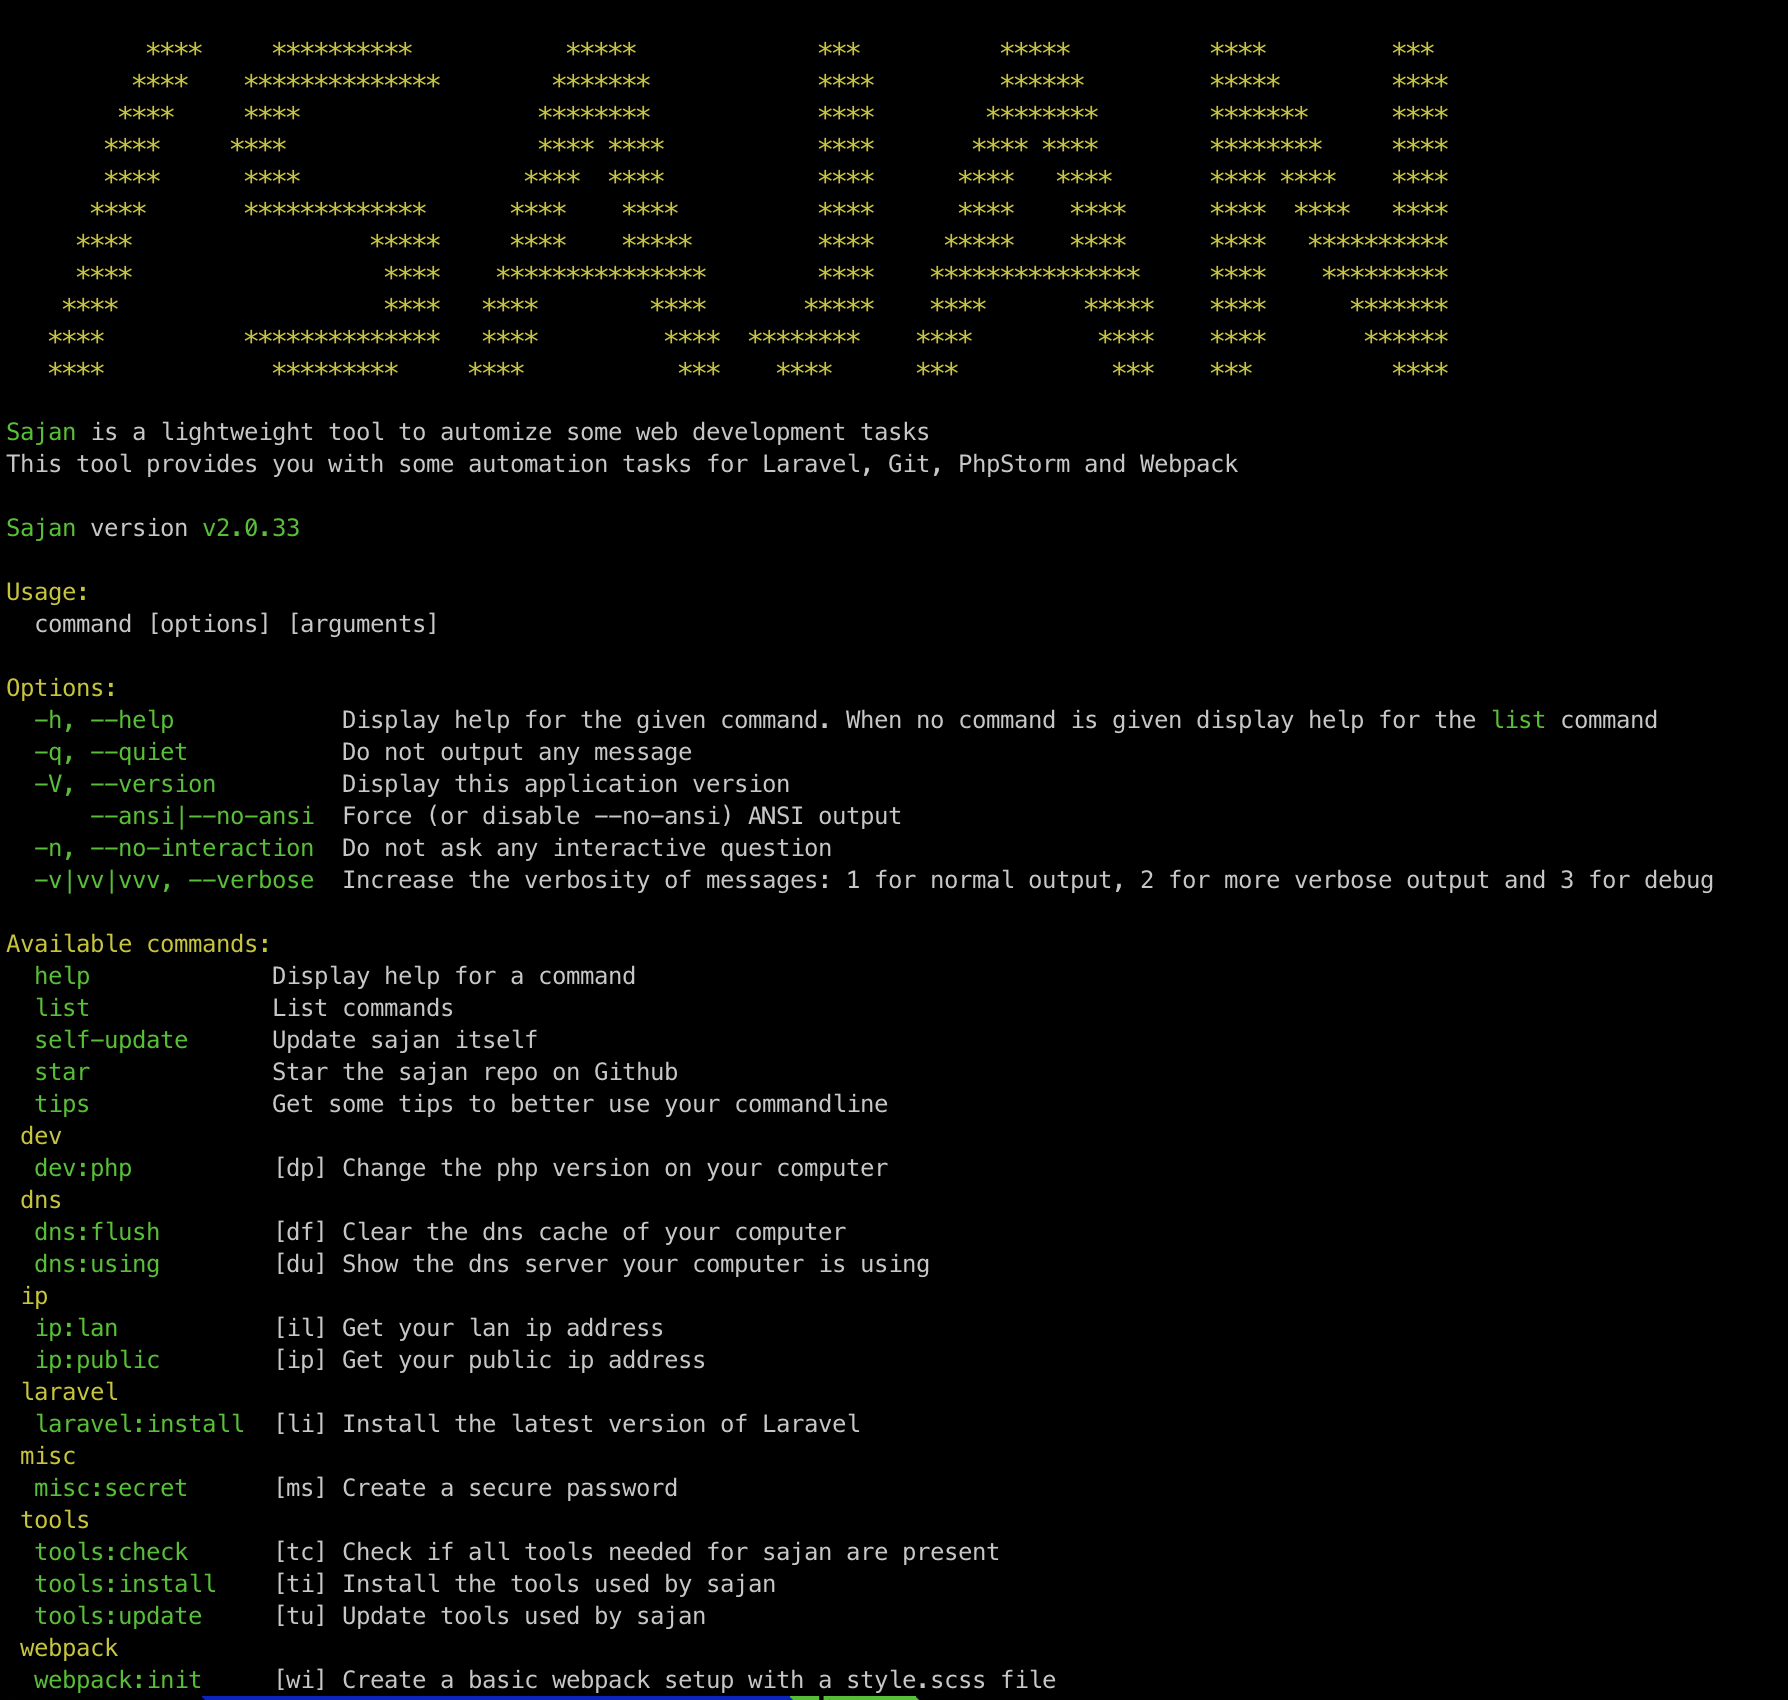 /SAJAN
Sajan is a lightweight tool to automize some web development tasks
This tool provides you with some automation tasks for Laravel, Git, PhpStorm and Webpack
Sajan version v2.0.33
Usage:
command [options] [arguments]
Options:
-h, --help Display help for the given command. When no command is given display help for the list command
-q, --quiet Do not output any message
-V, --version Display this application version
--ansi|--no-ansi Force (or disable --no-ansi) ANSI output
-n, --no-interaction Do not ask any interactive question
-v|vv|vvv, --verbose Increase the verbosity of messages: 1 for normal output, 2 for more verbose output and 3 for debug
Available commands:
help Display help for a command
list List commands
self-update Update sajan itself
star Star the sajan repo on Github
tips Get some tips to better use your commandline
dev
dev:php [dp] Change the php version on your computer
dns
dns:flush [df] Clear the dns cache of your computer
dns:using [du] Show the dns server your computer is using
ip
ip:lan [il] Get your lan ip address
ip:public [ip] Get your public ip address
laravel
laravel:install [li] Install the latest version of Laravel
misc
misc:secret [ms] Create a secure password
tools
tools:check [tc] Check if all tools needed for sajan are present
tools:install [ti] Install the tools used by sajan
tools:update [tu] Update tools used by sajan
webpack
webpack:init [wi] Create a basic webpack setup with a style.scss file